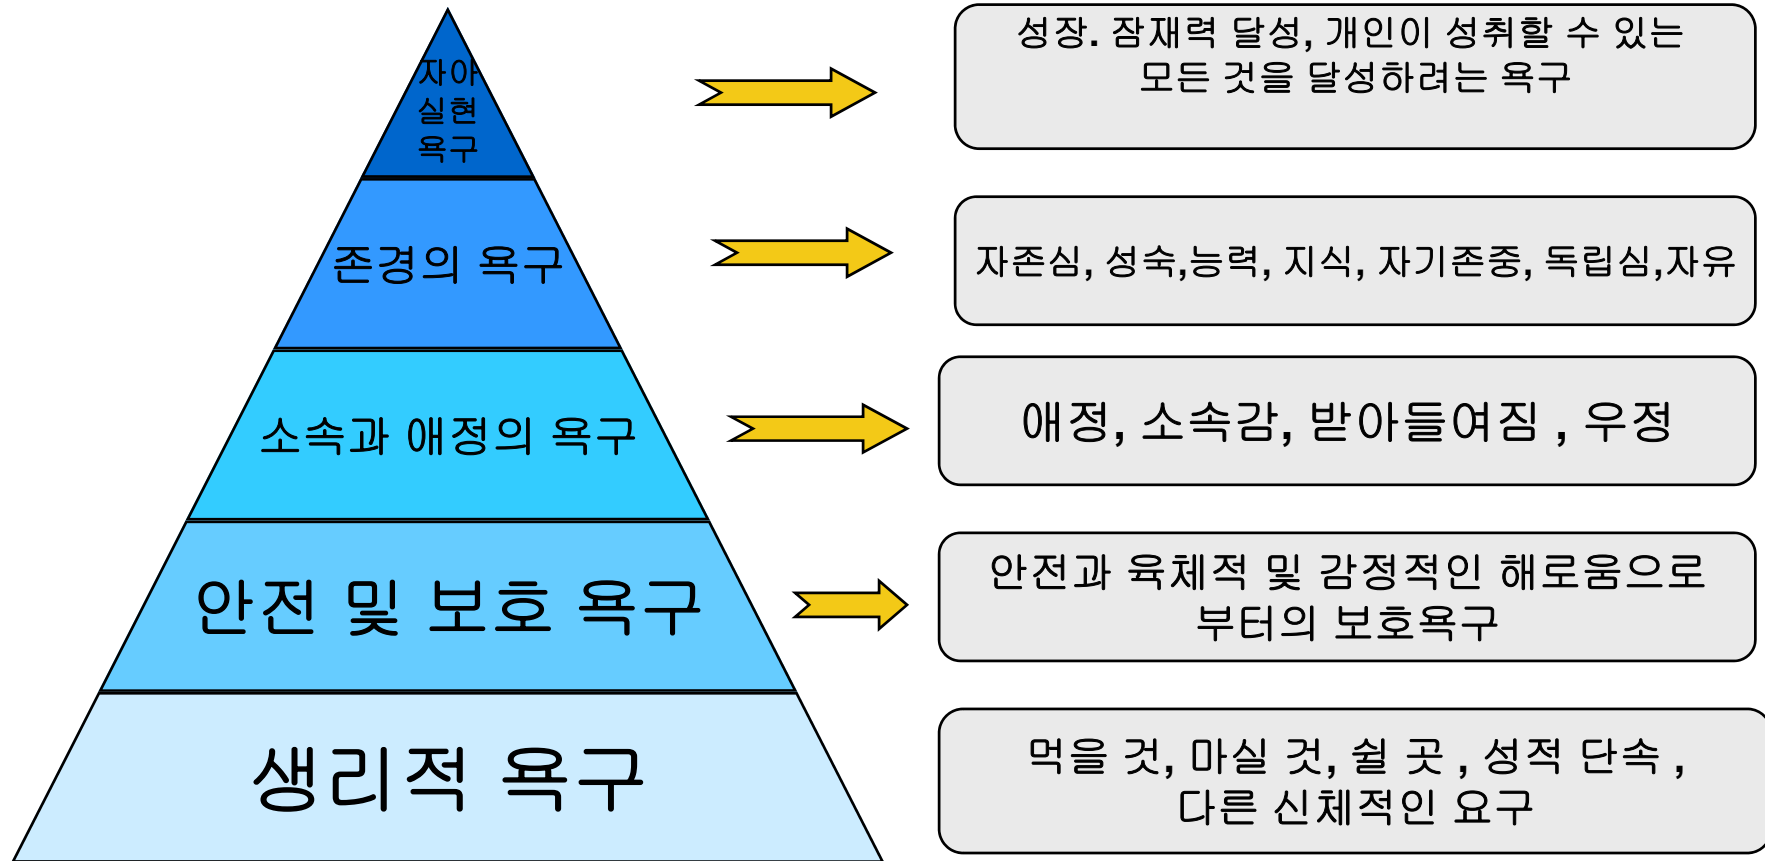 자아
실현
욕구
성장. 잠재력 달성, 개인이 성취할 수 있는
모든 것을 달성하려는 욕구
존경의 욕구
자존심, 성숙,능력, 지식, 자기존중, 독립심,자유
소속과 애정의 욕구
애정, 소속감, 받아들여짐 , 우정
안전 및 보호 욕구
안전과 육체적 및 감정적인 해로움으로
부터의 보호욕구
생리적 욕구
먹을 것, 마실 것, 쉴 곳 , 성적 단속 ,
다른 신체적인 요구